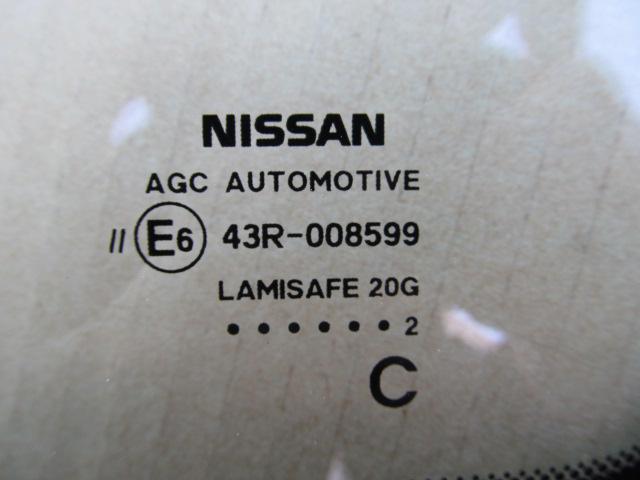 NISSAN
AGC AUTOMOTIVE
II E6 43R-008599
LAMISAFE 20G
• • • • • • 2
C